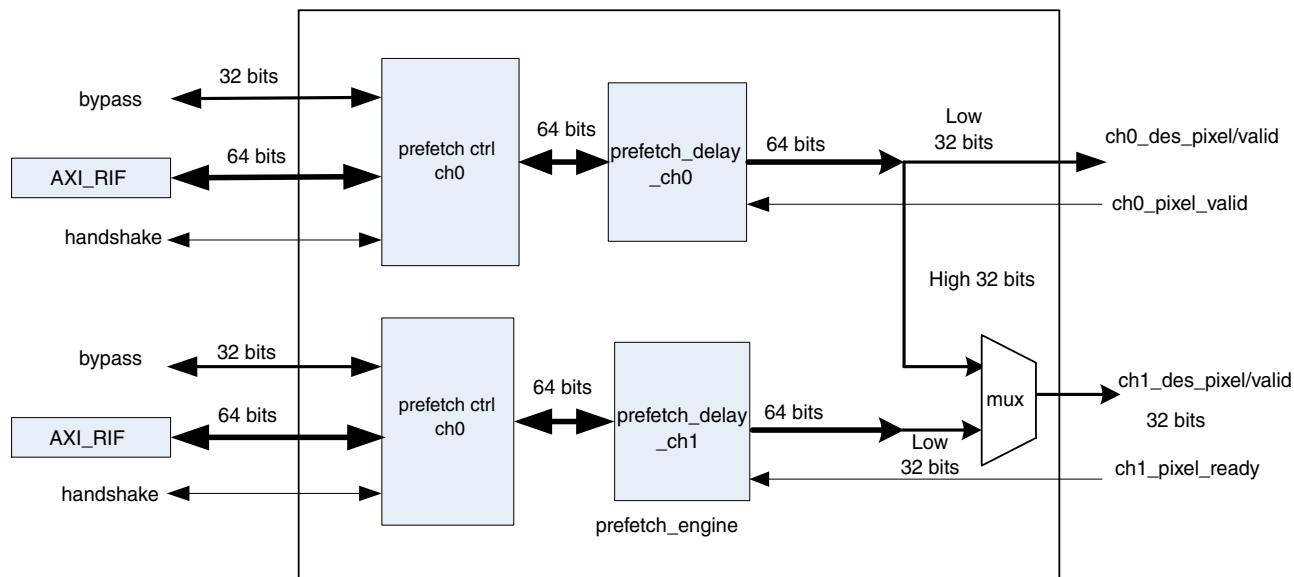 bypass
32 bits
AXI_RIF
64 bits
handshake
prefetch ctrl
ch0
64 bits
prefetch_delay
_ch0
64 bits
Low
32 bits
ch0_des_pixel/valid
ch0_pixel_valid
High 32 bits
bypass
32 bits
AXI_RIF
64 bits
handshake
prefetch ctrl
ch0
64 bits
prefetch_delay
_ch1
64 bits
Low
32 bits
mux
ch1_des_pixel/valid
32 bits
ch1_pixel_ready
prefetch_engine